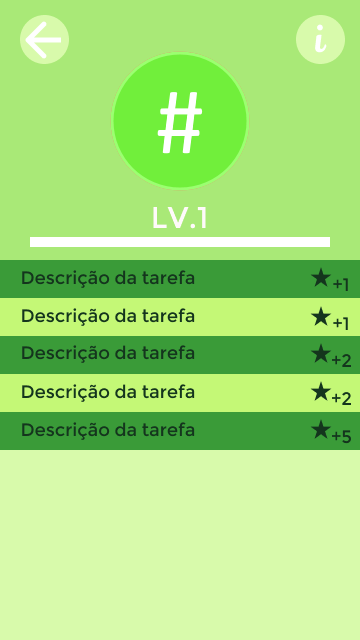 i
#
LV.1
Descrição da tarefa ★+1
Descrição da tarefa ★+1
Descrição da tarefa ★+2
Descrição da tarefa ★+2
Descrição da tarefa ★+5